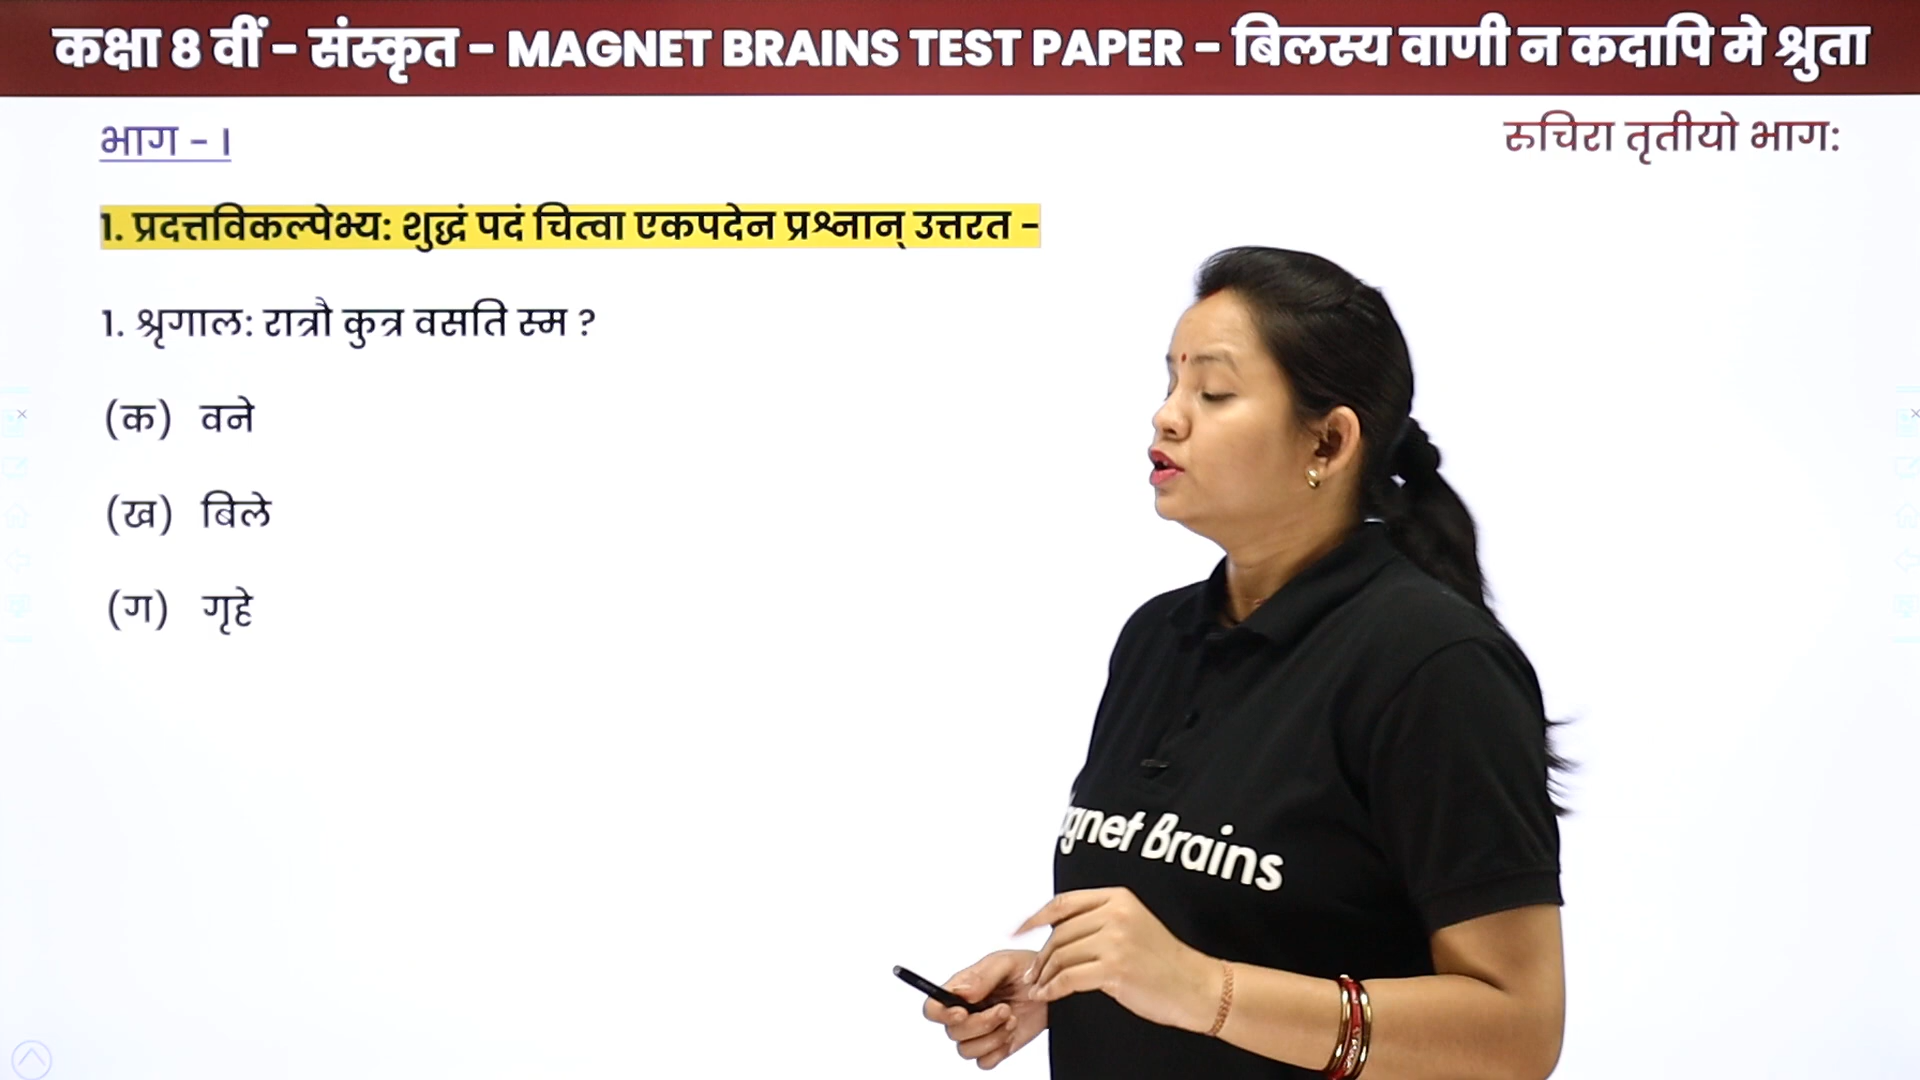 कक्षा 8 वीं - संस्कृत - MAGNET BRAINS TEST PAPER - बिलस्य वाणी न कदापि मे श्रुता
भाग - I
रुचिरा तृतीयो भाग:
1. प्रदत्तविकल्पेभ्य: शुद्धं पदं चित्वा एकपदेन प्रश्नान् उत्तरत -
1. श्रृगाल: रात्रौ कुत्र वसति स्म ?
(क) वने
(ख) बिले
(ग) गृहे
Brains